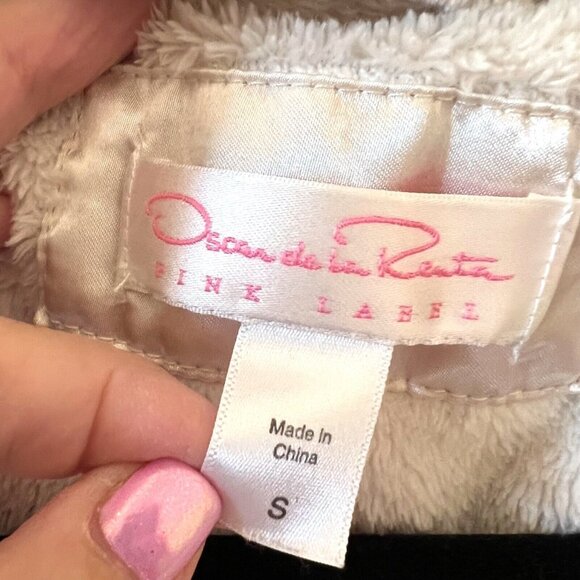 Oscar de la Renta
PINK LABEL
Made in
China
S